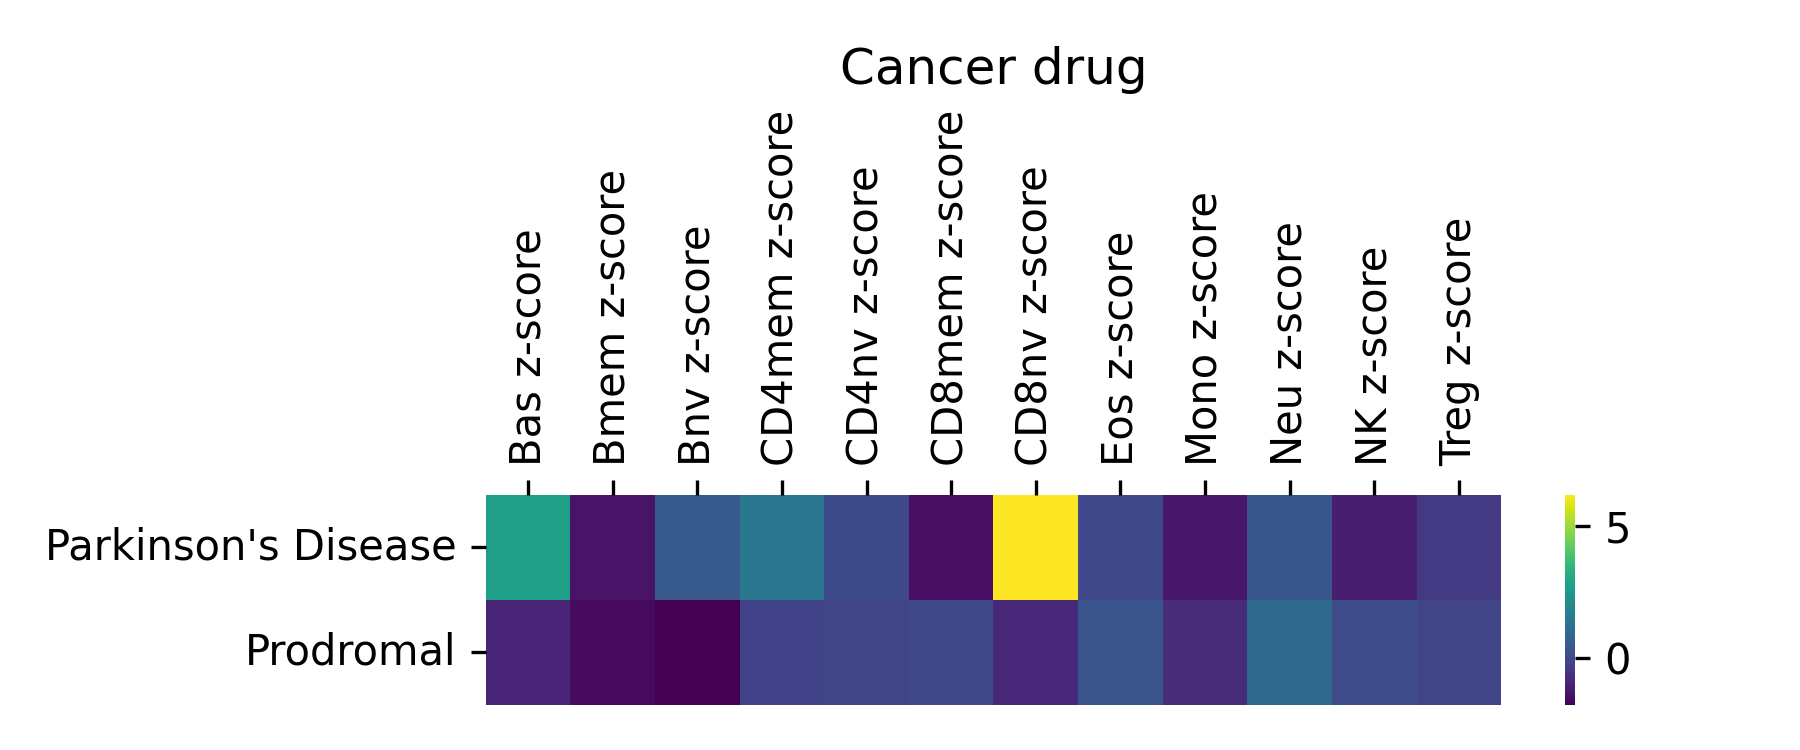 Cancer drug
Bas z-score
Bmem z-score
Bnv z-score
CD4mem z-score
CD4nv z-score
CD8mem z-score
CD8nv z-score
Eos z-score
Mono z-score
Neu z-score
NK z-score
Treg z-score
Parkinson's Disease
Prodromal
5
0